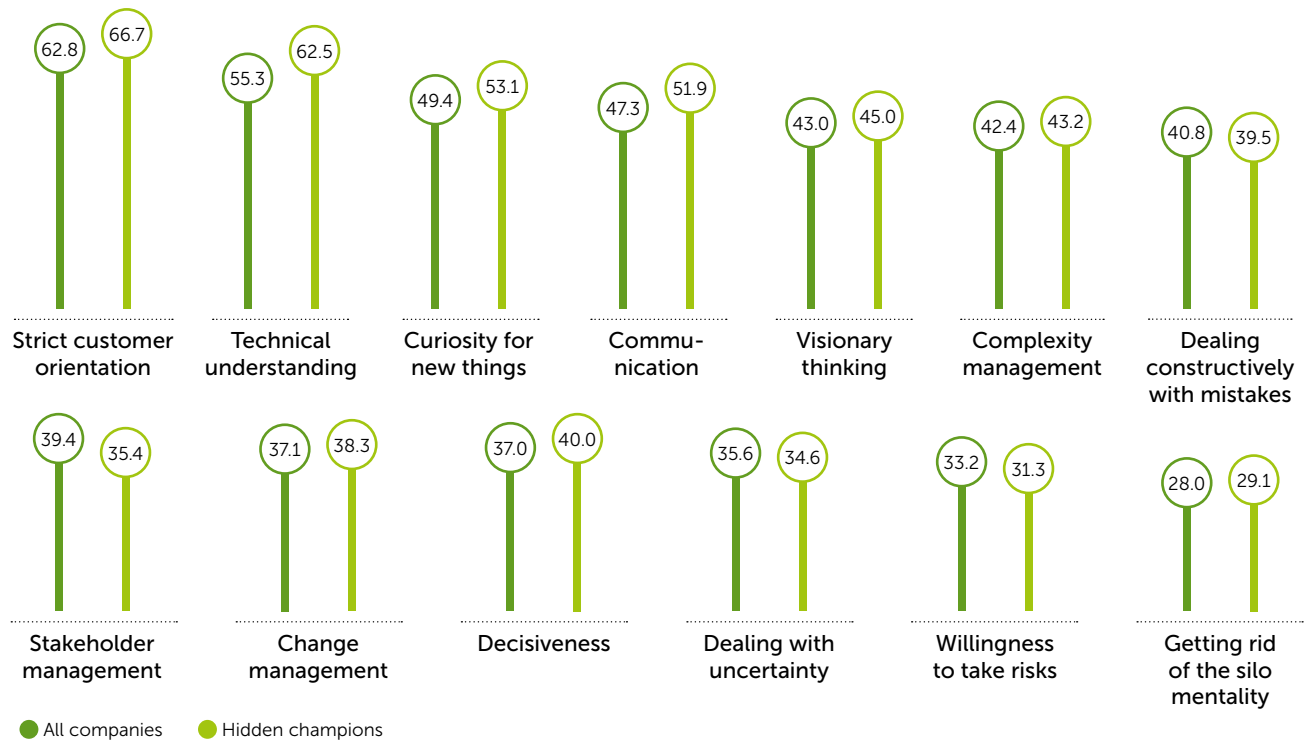 62.8
66.7
55.3
62.5
49.4
53.1
47.3
51.9
43.0
45.0
42.4
43.2
40.8
39.5
Strict customer
orientation
Technical
understanding
Curiosity for
new things
Commu-
nication
Visionary
thinking
Complexity
management
Dealing
constructively
with mistakes
39.4
35.4
37.1
38.3
37.0
40.0
35.6
34.6
33.2
31.3
28.0
29.1
Stakeholder
management
Change
management
Decisiveness
Dealing with
uncertainty
Willingness
to take risks
Getting rid
of the silo
mentality
All companies
Hidden champions